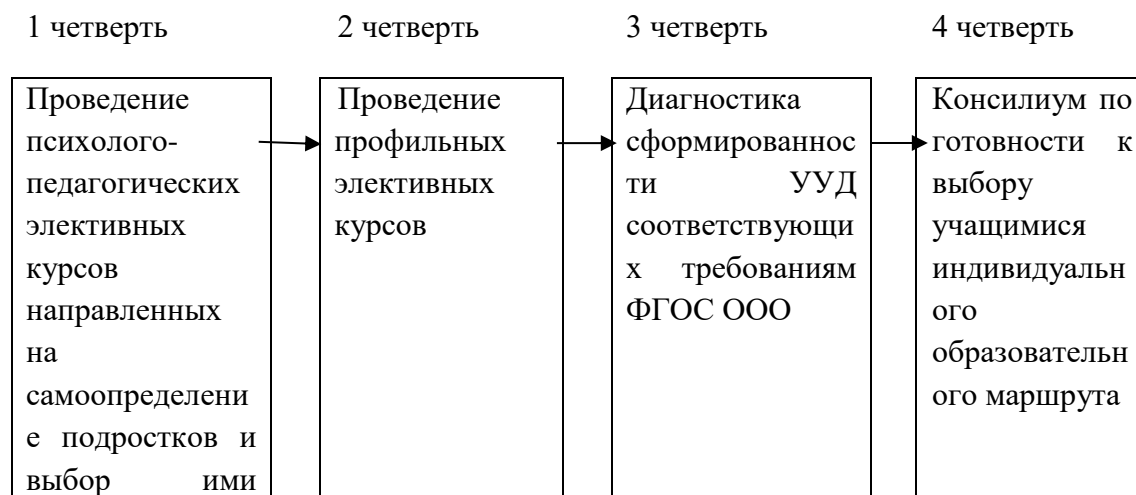 1 четверть
2 четверть
3 четверть
4 четверть
Проведение
психолого-
педагогических
элективных
курсов
направленных
на
самоопределени
е подростков и
выбор ими
Проведение
профильных
элективных
курсов
Диагностика
сформированнос
ти УУД
соответствующи
х требованиям
ФГОС ООО
Консилиум по
готовности к
выбору
учащимися
индивидуальн
ого
образовательн
ого маршрута